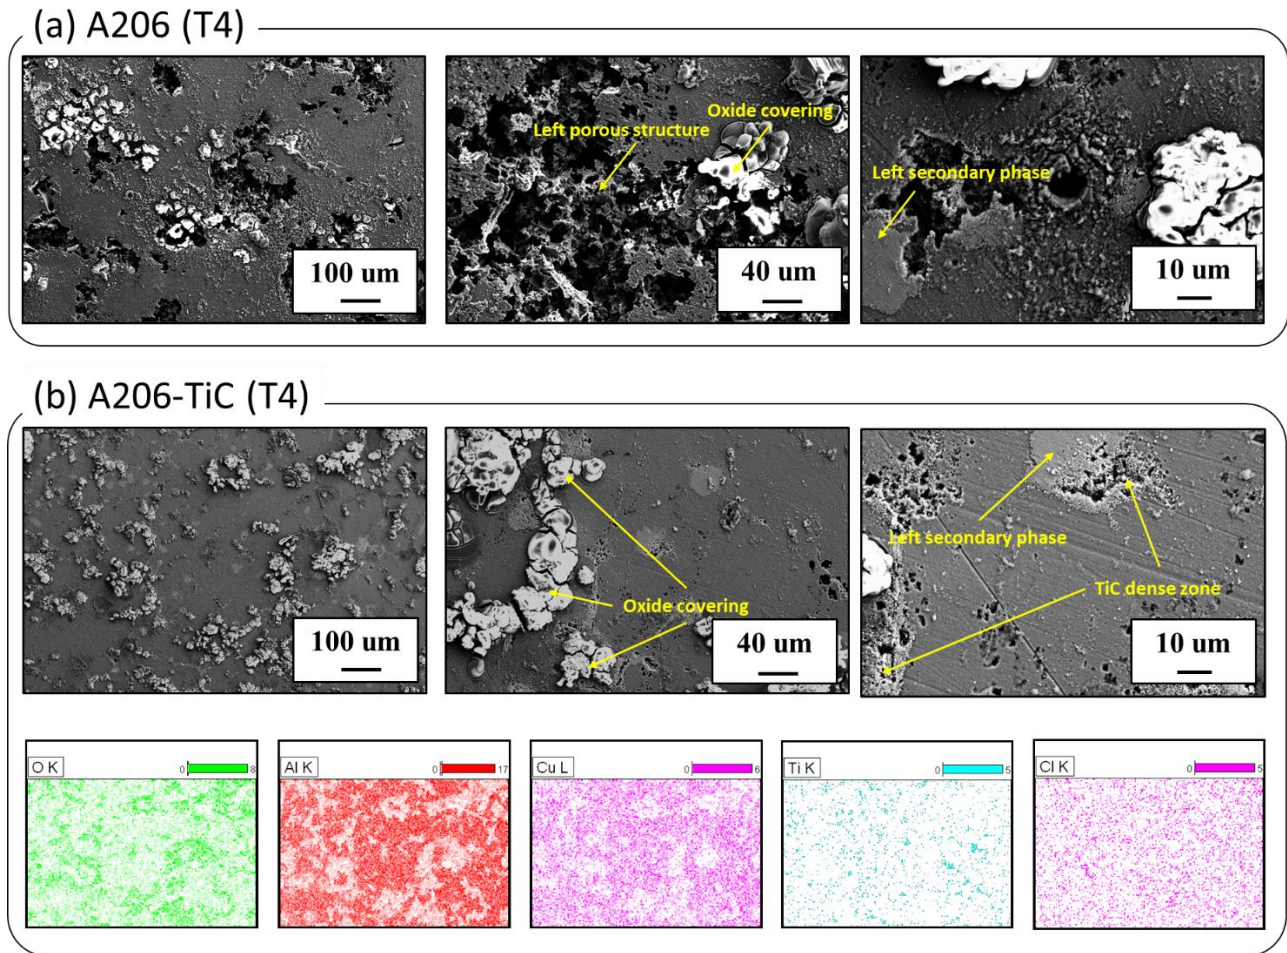 (a) A206 (T4)
100 um
Left porous structure
Oxide covering
40 um
Left secondary phase
10 um
(b) A206-TiC (T4)
100 um
Oxide covering
40 um
Left secondary phase
TiC dense zone
10 um
O K
0
8
Al K
0
17
Cu L
0
6
Ti K
0
5
Cl K
0
5